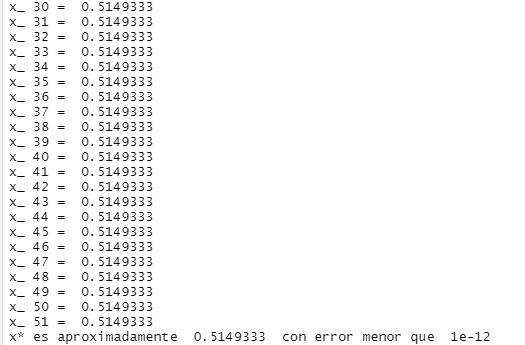 x_ 30 =  0.5149333
x_ 31 =  0.5149333
x_ 32 =  0.5149333
x_ 33 =  0.5149333
x_ 34 =  0.5149333
x_ 35 =  0.5149333
x_ 36 =  0.5149333
x_ 37 =  0.5149333
x_ 38 =  0.5149333
x_ 39 =  0.5149333
x_ 40 =  0.5149333
x_ 41 =  0.5149333
x_ 42 =  0.5149333
x_ 43 =  0.5149333
x_ 44 =  0.5149333
x_ 45 =  0.5149333
x_ 46 =  0.5149333
x_ 47 =  0.5149333
x_ 48 =  0.5149333
x_ 49 =  0.5149333
x_ 50 =  0.5149333
x_ 51 =  0.5149333
x* es aproximadamente  0.5149333  con error menor que  1e-12